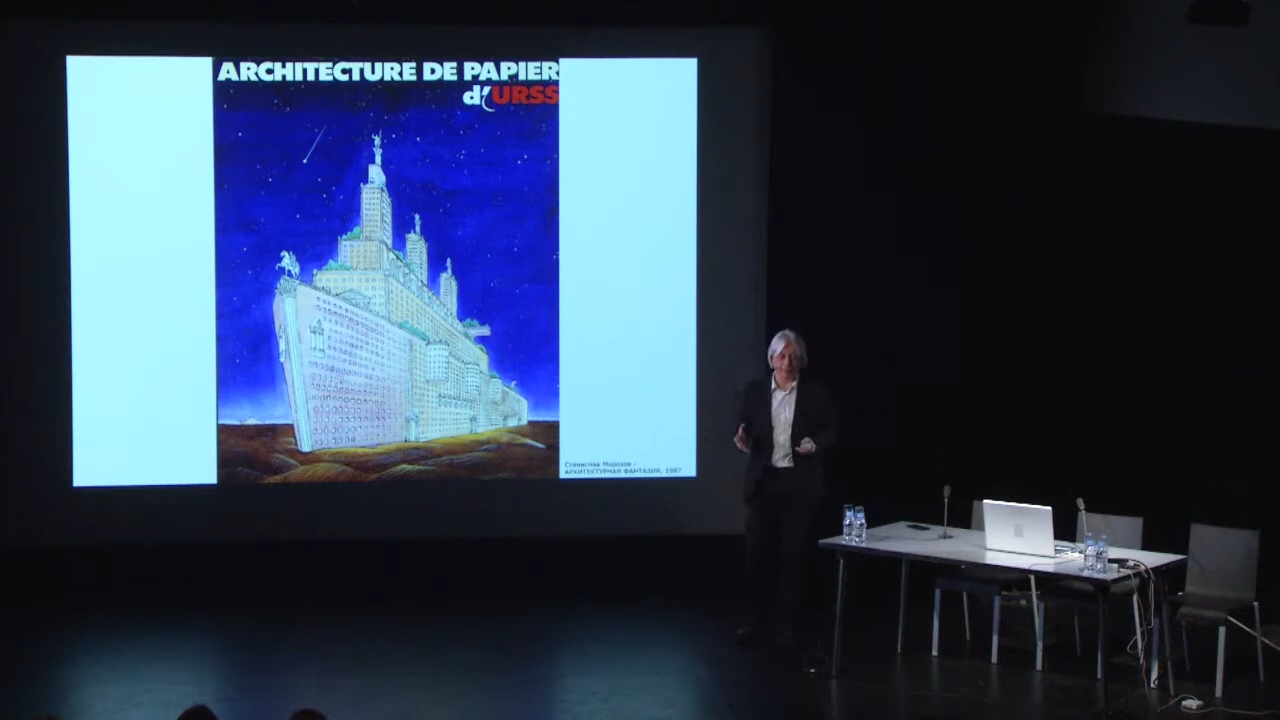 ARCHITECTURE DE PAPIER
d'URSS
Станислав Морозов -
АРХИТЕКТУРНАЯ ФАНТАЗИЯ, 1987